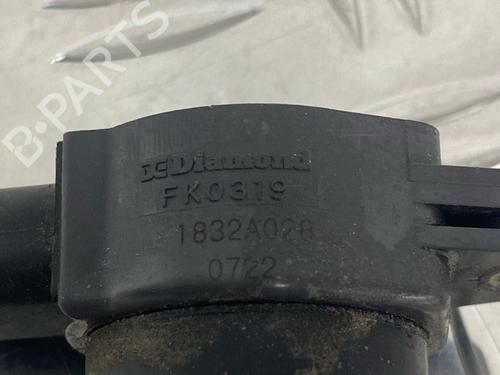 B-PARTS
Diamond
FK0319
1832A028
0722